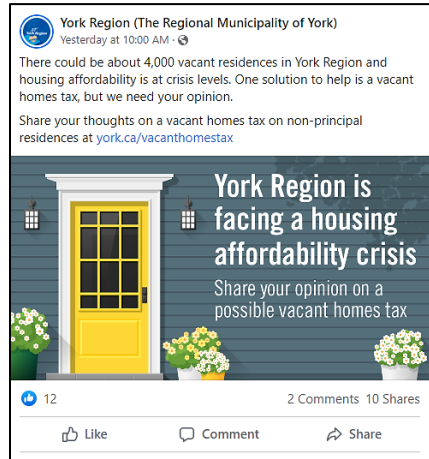 York Region
York Region (The Regional Municipality of York)
Yesterday at 10:00 AM ·
There could be about 4,000 vacant residences in York Region and
housing affordability is at crisis levels. One solution to help is a vacant
homes tax, but we need your opinion.
Share your thoughts on a vacant homes tax on non-principal
residences at york.ca/vacanthomestax
York Region is
facing a housing
affordability crisis
Share your opinion on a
possible vacant homes tax
12
2 Comments 10 Shares
Like Comment Share